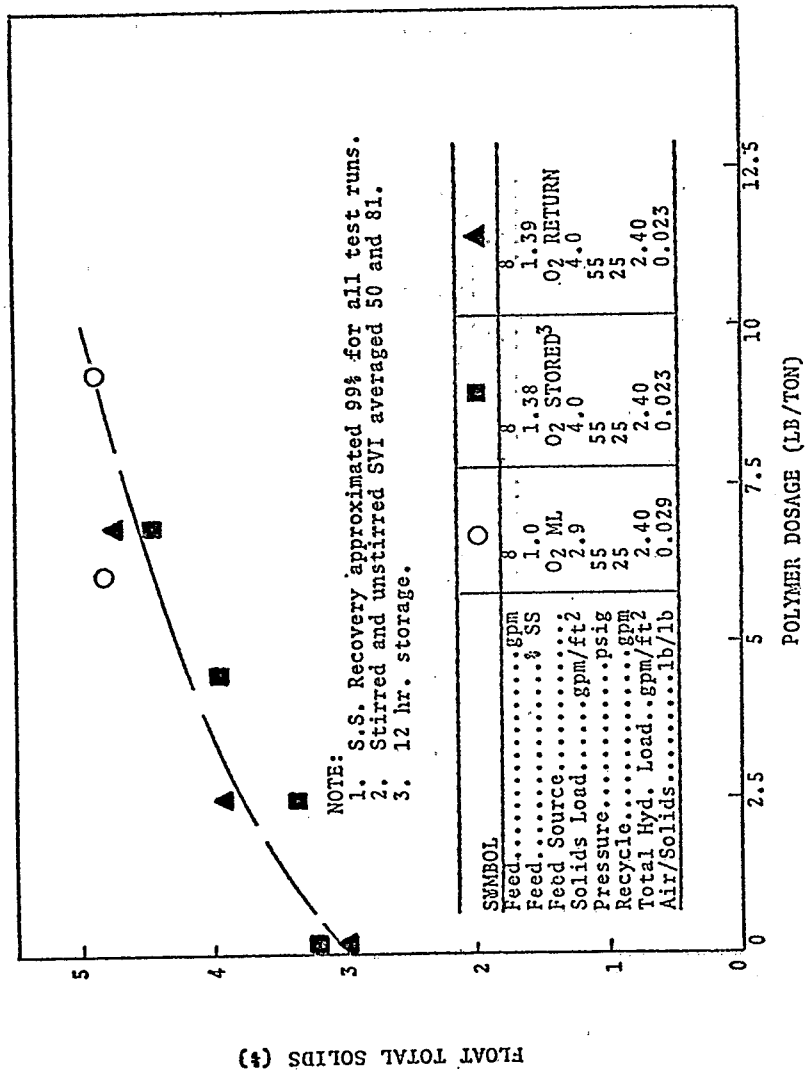 FLOAT TOTAL SOLIDS (%)
5
4
3
2
1
0
NOTE:
1. S.S. Recovery approximated 99% for all test runs.
2. Stirred and unstirred SVI averaged 50 and 81.
3. 12 hr. storage.
SYMBOL ○ ■ ▲
Feed..............gpm 8 8 8
Feed.............% SS 1.0 1.38 1.39
Feed Source........... O2 ML O2 STORED3 O2 RETURN
Solids Load.....gpm/ft2 2.9 4.0 4.0
Pressure.........psig 55 55 55
Recycle...........gpm 25 25 25
Total Hyd. Load..gpm/ft2 2.40 2.40 2.40
Air/Solids.......lb/lb 0.029 0.023 0.023
0 2.5 5 7.5 10 12.5
POLYMER DOSAGE (LB/TON)